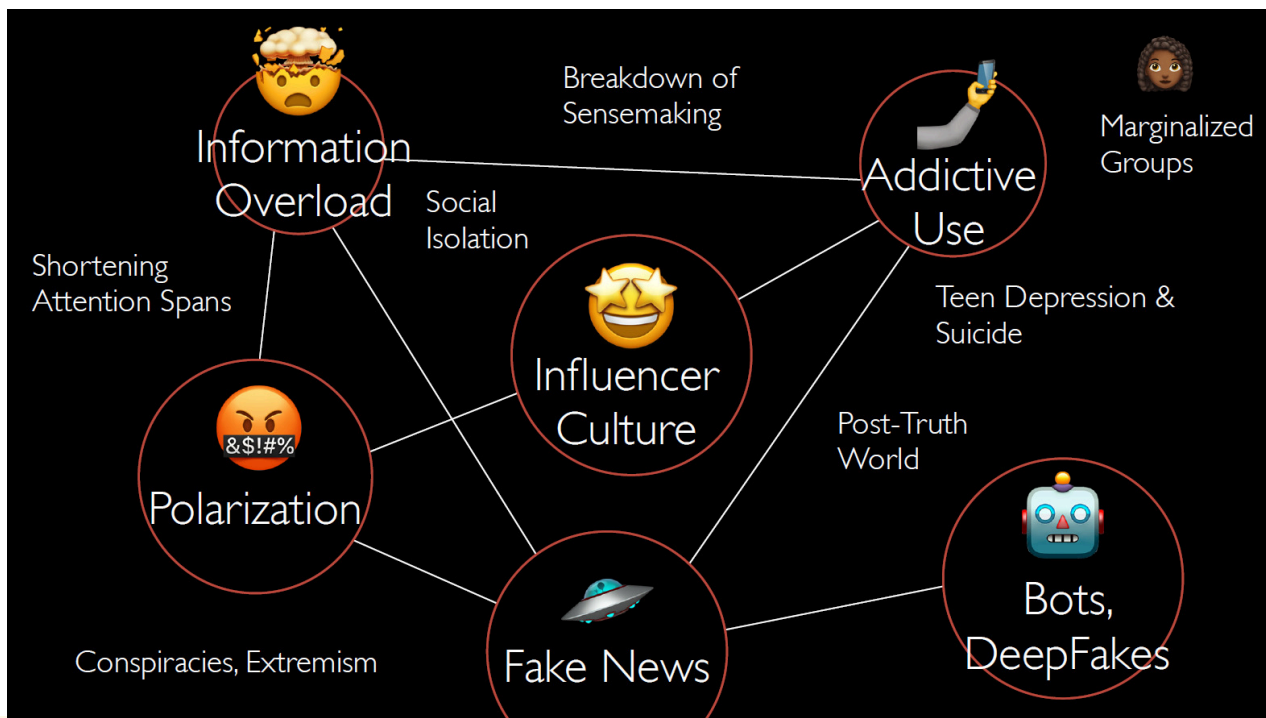 Information
Overload
Breakdown of
Sensemaking
Addictive
Use
Marginalized
Groups
Social
Isolation
Shortening
Attention Spans
Influencer
Culture
Teen Depression &
Suicide
&$!#%
Polarization
Post-Truth
World
Bots,
DeepFakes
Fake News
Conspiracies, Extremism